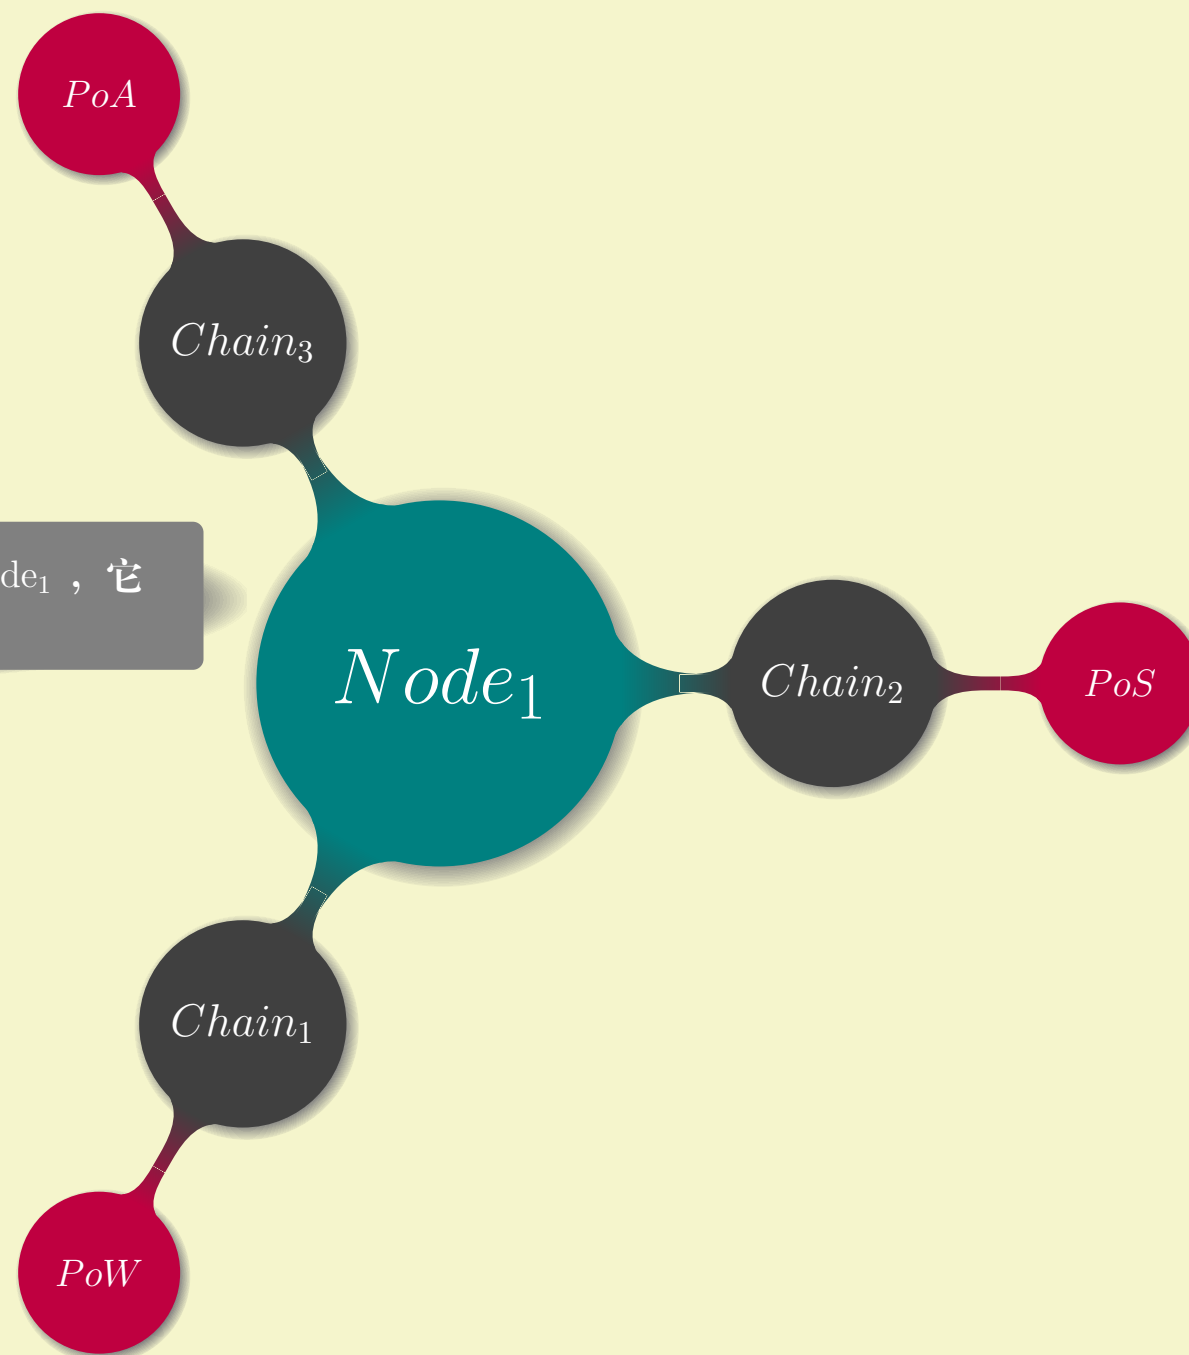 PoA
Chain₃
de₁ , 它
Node₁
Chain₂
PoS
Chain₁
PoW